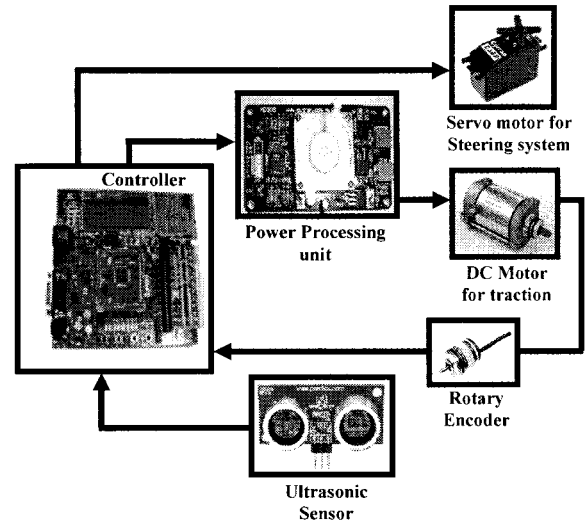 Servo motor for
Steering system
Controller
Power Processing
unit
DC Motor
for traction
Rotary
Encoder
Ultrasonic
Sensor